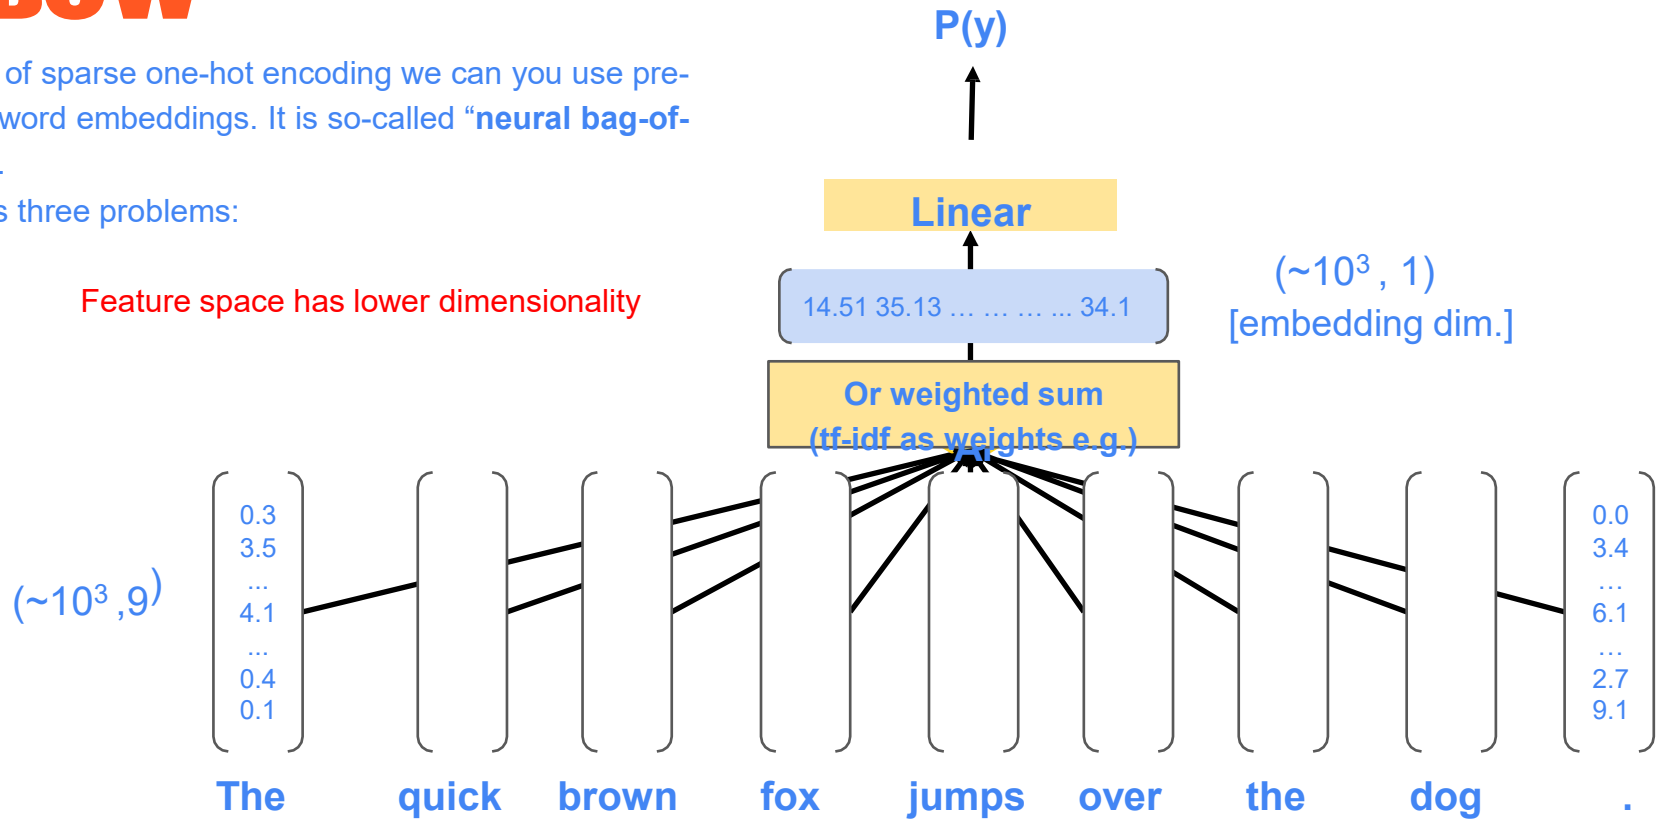 BOW
P(y)
of sparse one-hot encoding we can you use pre-
word embeddings. It is so-called “neural bag-of-
.
s three problems:
Linear
Feature space has lower dimensionality
14.51 35.13 … … … ... 34.1
(~10³ , 1)
[embedding dim.]
Or weighted sum
(tf-idf as weights e.g.)
(~10³ ,9)
0.3
3.5
...
4.1
...
0.4
0.1
0.0
3.4
…
6.1
…
2.7
9.1
The quick brown fox jumps over the dog .